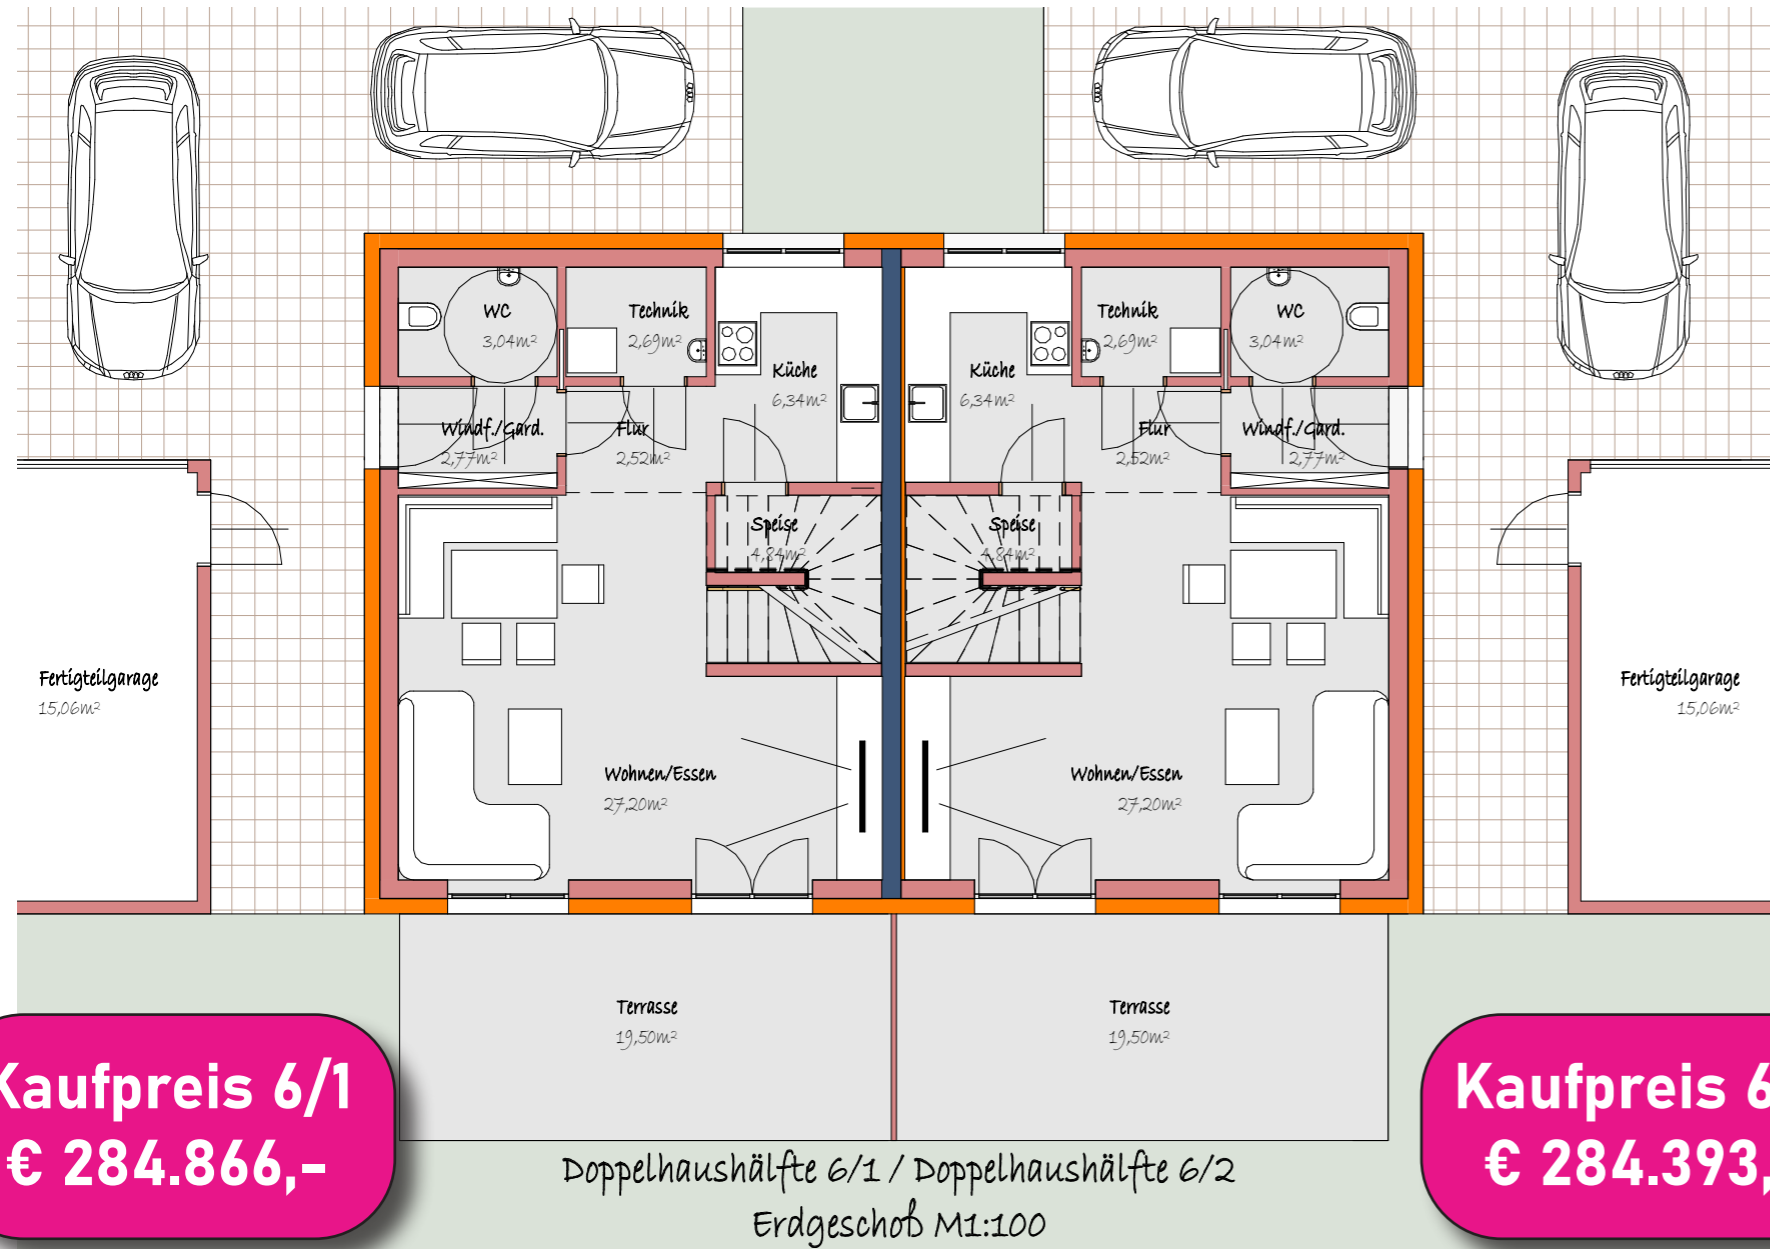 WC
3,04m²
Technik
2,69m²
Küche
6,34m²
Windf./Gard.
2,77m²
Flur
2,52m²
Speise
4,84m²
Wohnen/Essen
27,20m²
Fertigteilgarage
15,06m²
Terrasse
19,50m²
Technik
2,69m²
WC
3,04m²
Küche
6,34m²
Flur
2,52m²
Windf./Gard.
2,77m²
Speise
4,84m²
Wohnen/Essen
27,20m²
Fertigteilgarage
15,06m²
Terrasse
19,50m²
Kaufpreis 6/1
€ 284.866,-
Kaufpreis 6
€ 284.393,
Doppelhaushälfte 6/1 / Doppelhaushälfte 6/2
Erdgeschoß M1:100